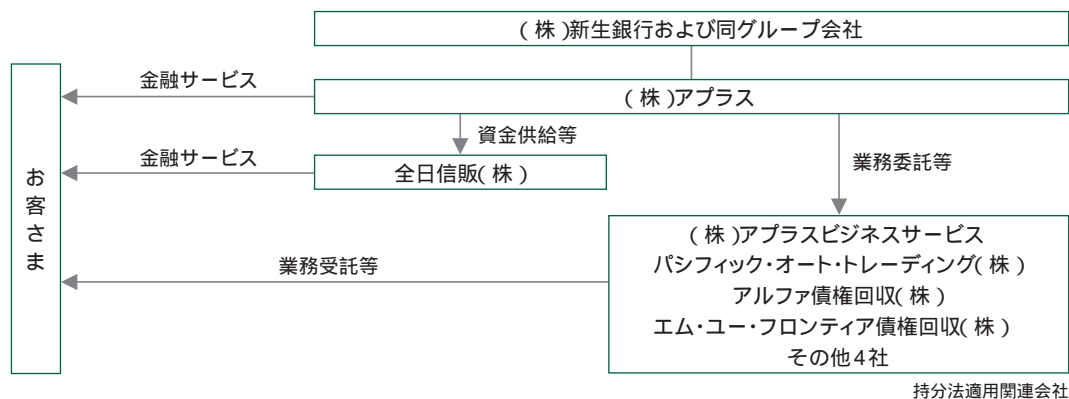 (株)新生銀行および同グループ会社
金融サービス
(株)アプラス
資金供給等
金融サービス
全日信販(株)
業務委託等
お客さま
(株)アプラスビジネスサービス
パシフィック・オート・トレーディング(株)
アルファ債権回収(株)
エム・ユー・フロンティア債権回収(株)
その他4社
業務受託等
持分法適用関連会社